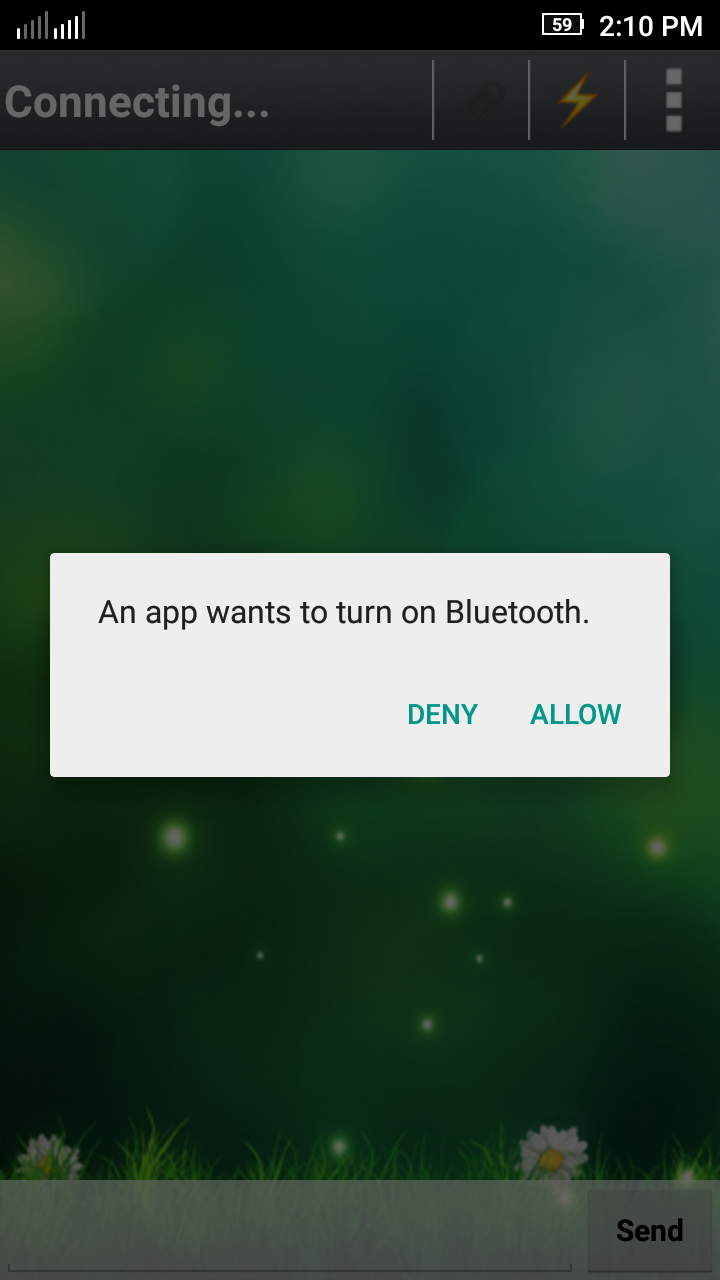 59 2:10 PM
Connecting...
An app wants to turn on Bluetooth.
DENY ALLOW
Send